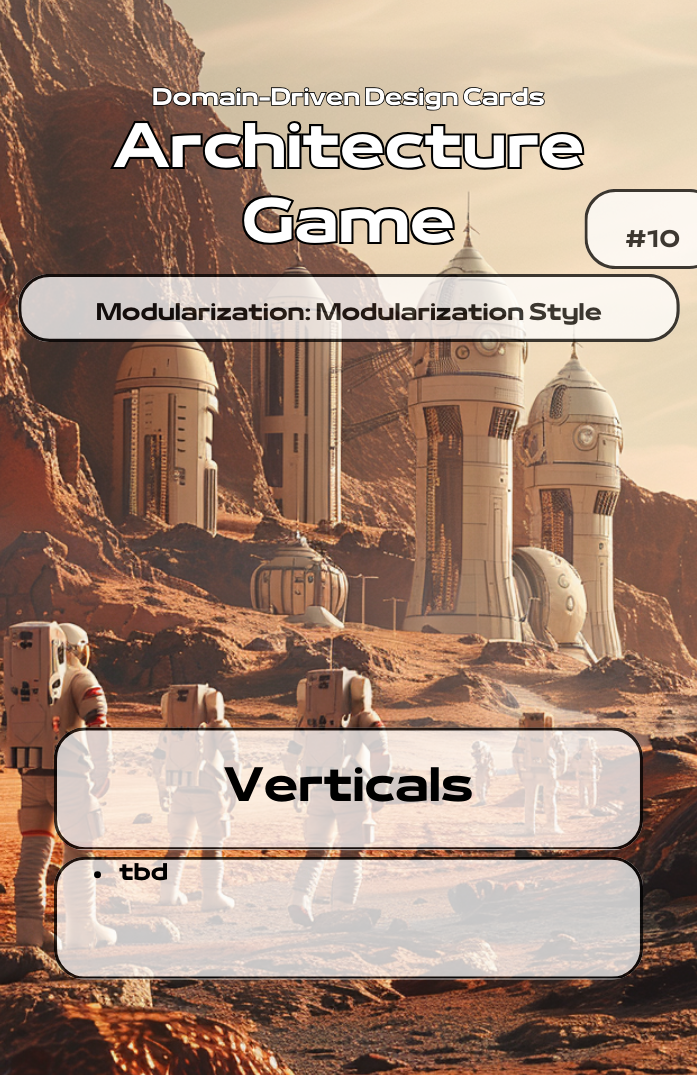 Domain-Driven Design Cards
Architecture
Game
#10
Modularization: Modularization Style
Verticals
• tbd